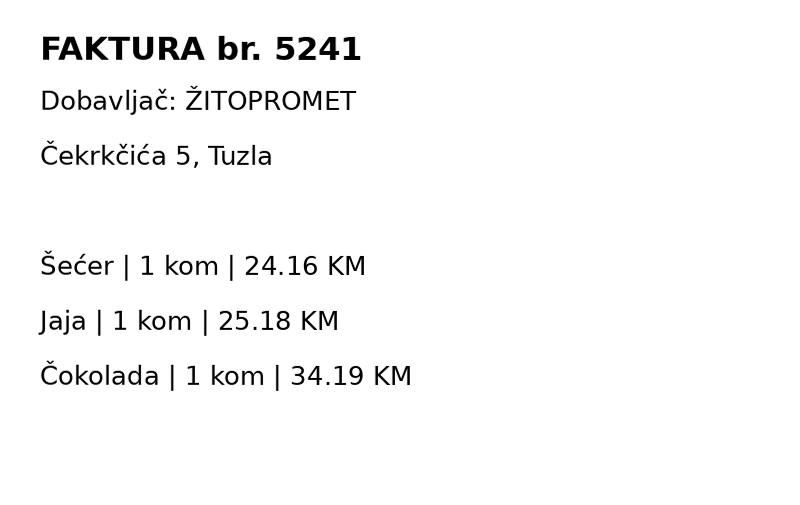 FAKTURA br. 5241
Dobavljač: ŽITOPROMET
Čekrkčića 5, Tuzla
Šećer | 1 kom | 24.16 KM
Jaja | 1 kom | 25.18 KM
Čokolada | 1 kom | 34.19 KM